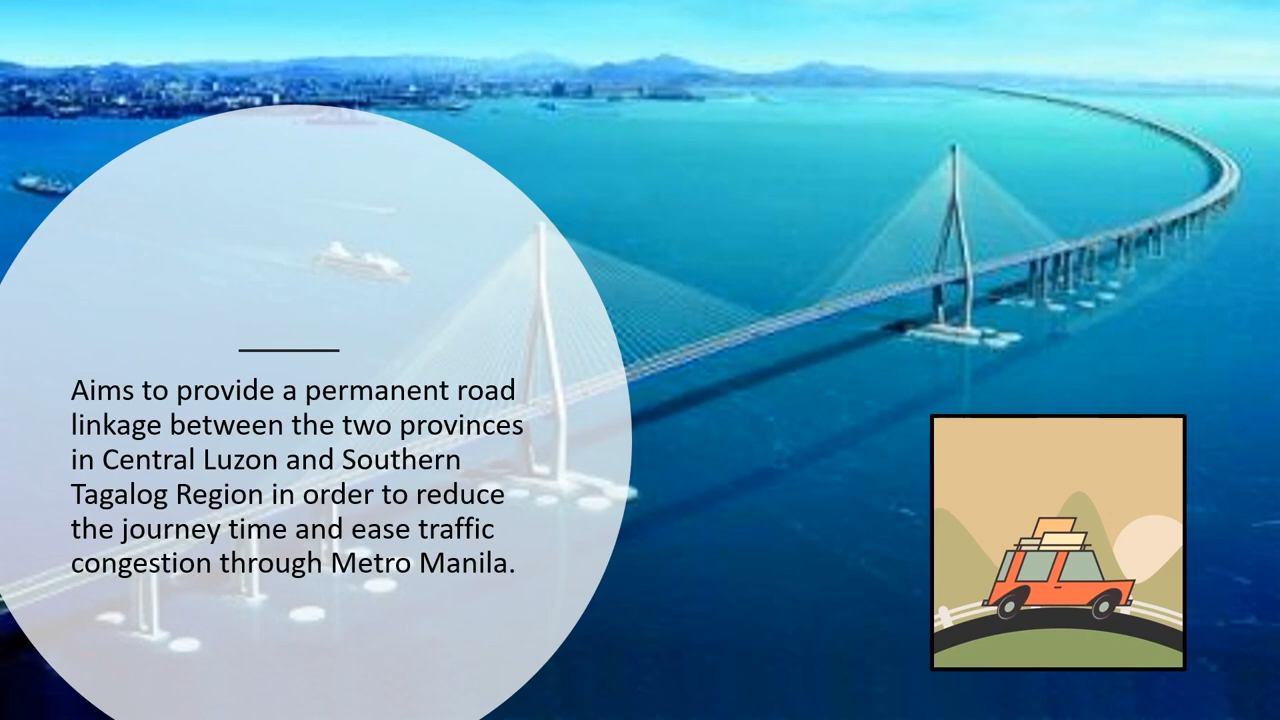 Aims to provide a permanent road
linkage between the two provinces
in Central Luzon and Southern
Tagalog Region in order to reduce
the journey time and ease traffic
congestion through Metro Manila.